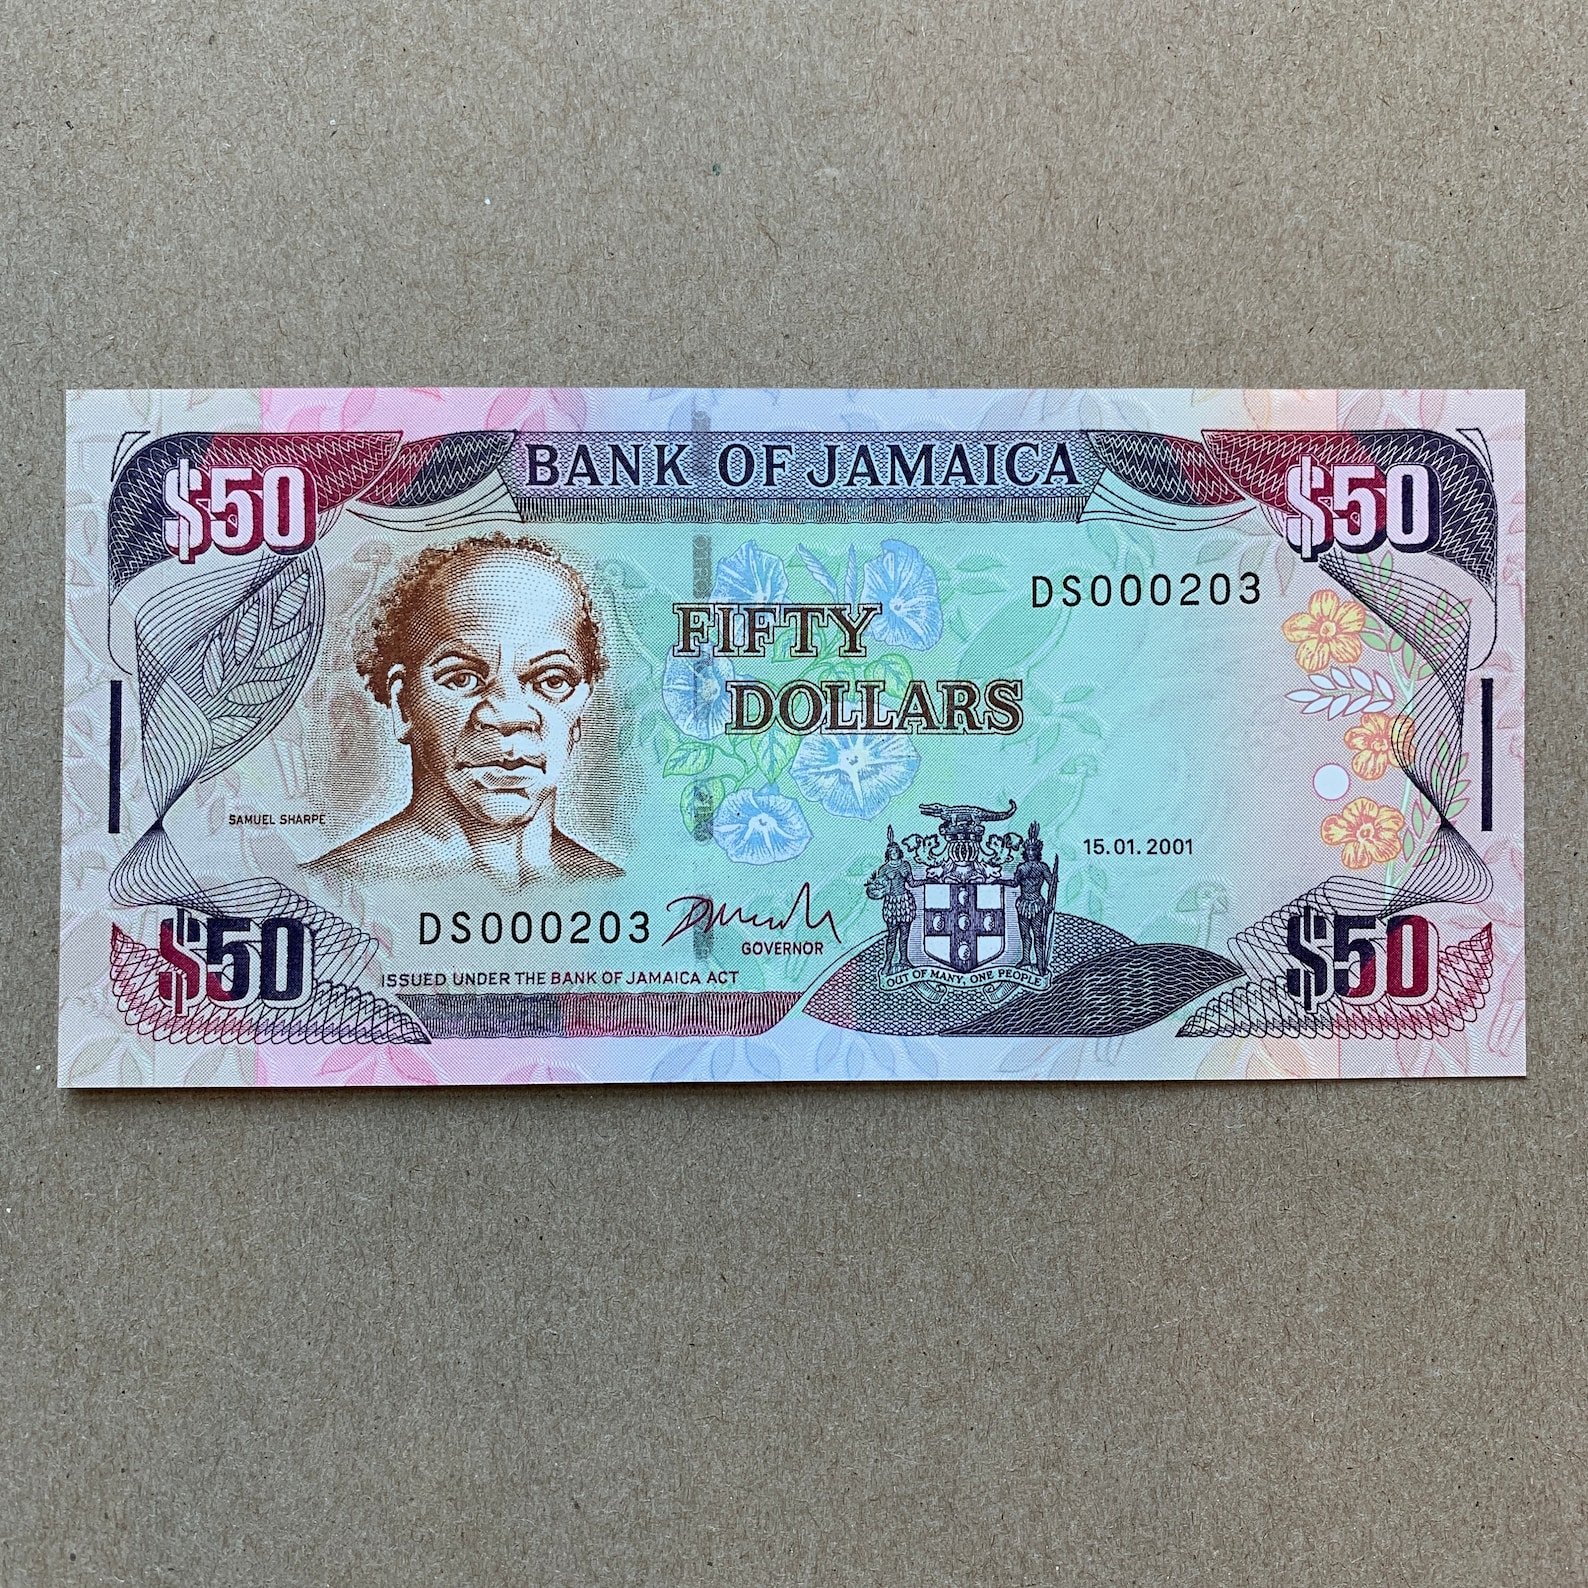 BANK OF JAMAICA
$50
$50
DS000203
FIFTY
DOLLARS
SAMUEL SHARPE
15.01.2001
DS000203
GOVERNOR
ISSUED UNDER THE BANK OF JAMAICA ACT
OUT OF MANY, ONE PEOPLE
$50
$50